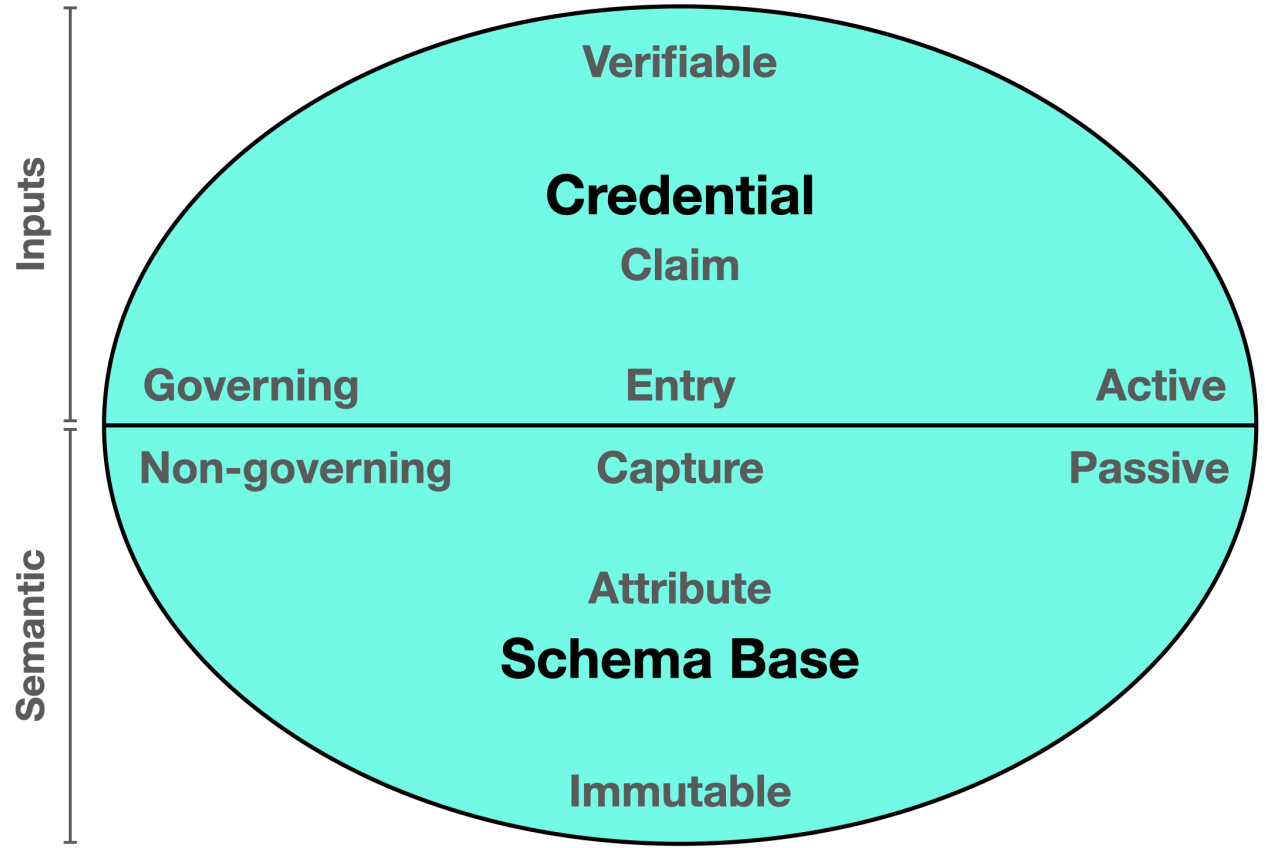 Inputs
Verifiable
Credential
Claim
Governing Entry Active
Semantic
Non-governing Capture Passive
Attribute
Schema Base
Immutable